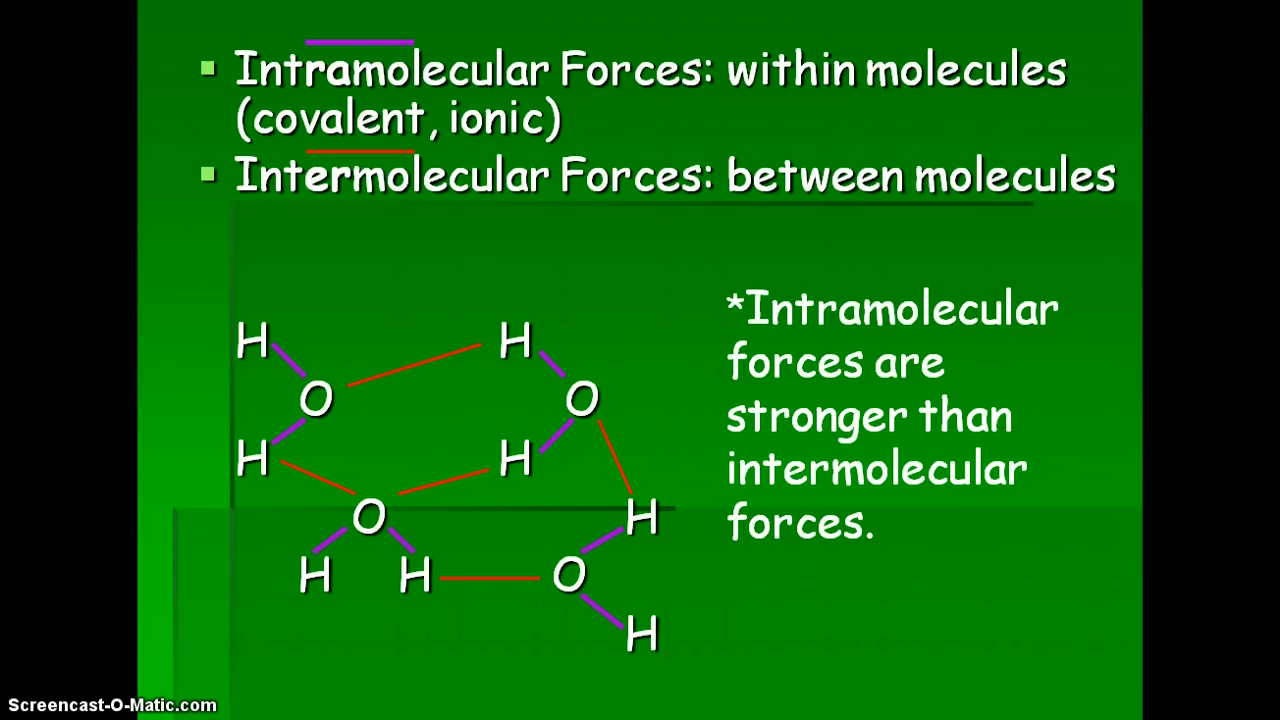 Intramolecular Forces: within molecules
(covalent, ionic)
Intermolecular Forces: between molecules
*Intramolecular
forces are
stronger than
intermolecular
forces.
H H
O O
H H
O H
H H O
H
Screencast-O-Matic.com